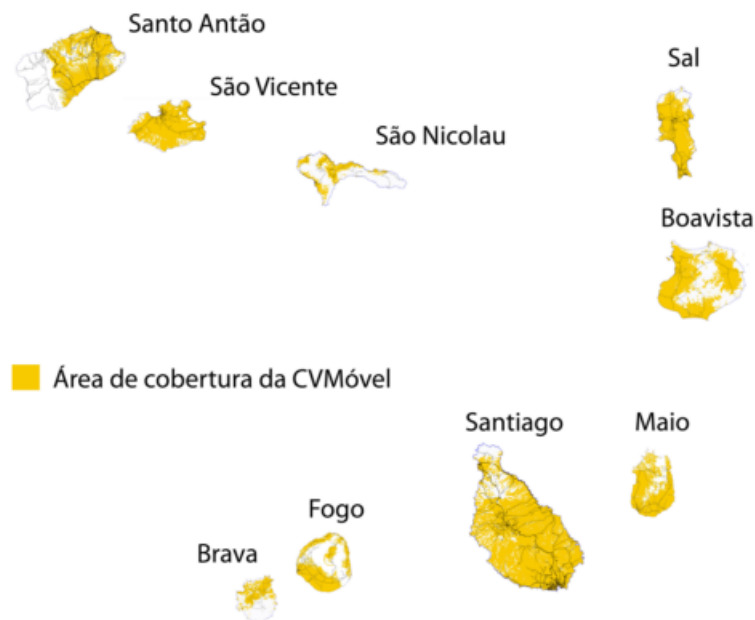 Santo Antão
Sal
São Vicente
São Nicolau
Boavista
Área de cobertura da CVMóvel
Santiago
Maio
Fogo
Brava